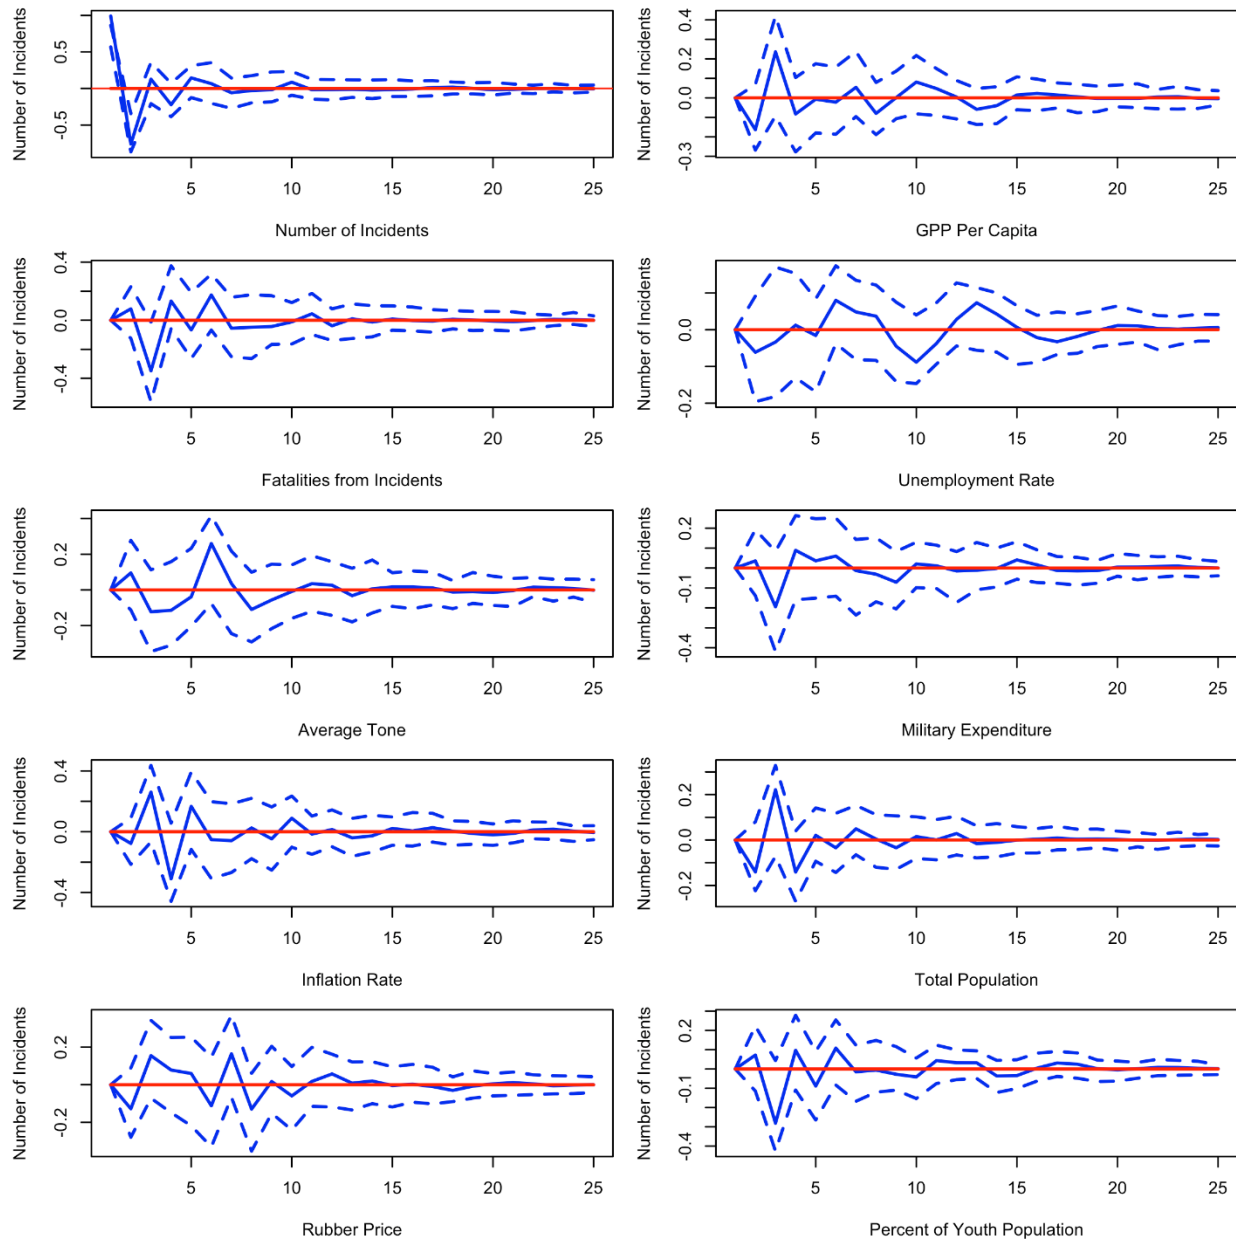 Number of Incidents
0.5
-0.5
5 10 15 20 25
Number of Incidents
Number of Incidents
0.4
0.2
0.0
-0.3
5 10 15 20 25
GPP Per Capita
Number of Incidents
0.4
0.0
-0.4
5 10 15 20 25
Fatalities from Incidents
Number of Incidents
0.0
-0.2
5 10 15 20 25
Unemployment Rate
Number of Incidents
0.2
-0.2
5 10 15 20 25
Average Tone
Number of Incidents
0.2
-0.1
-0.4
5 10 15 20 25
Military Expenditure
Number of Incidents
0.4
0.0
-0.4
5 10 15 20 25
Inflation Rate
Number of Incidents
0.2
0.0
-0.2
5 10 15 20 25
Total Population
Number of Incidents
0.2
-0.2
5 10 15 20 25
Rubber Price
Number of Incidents
0.2
-0.1
-0.4
5 10 15 20 25
Percent of Youth Population